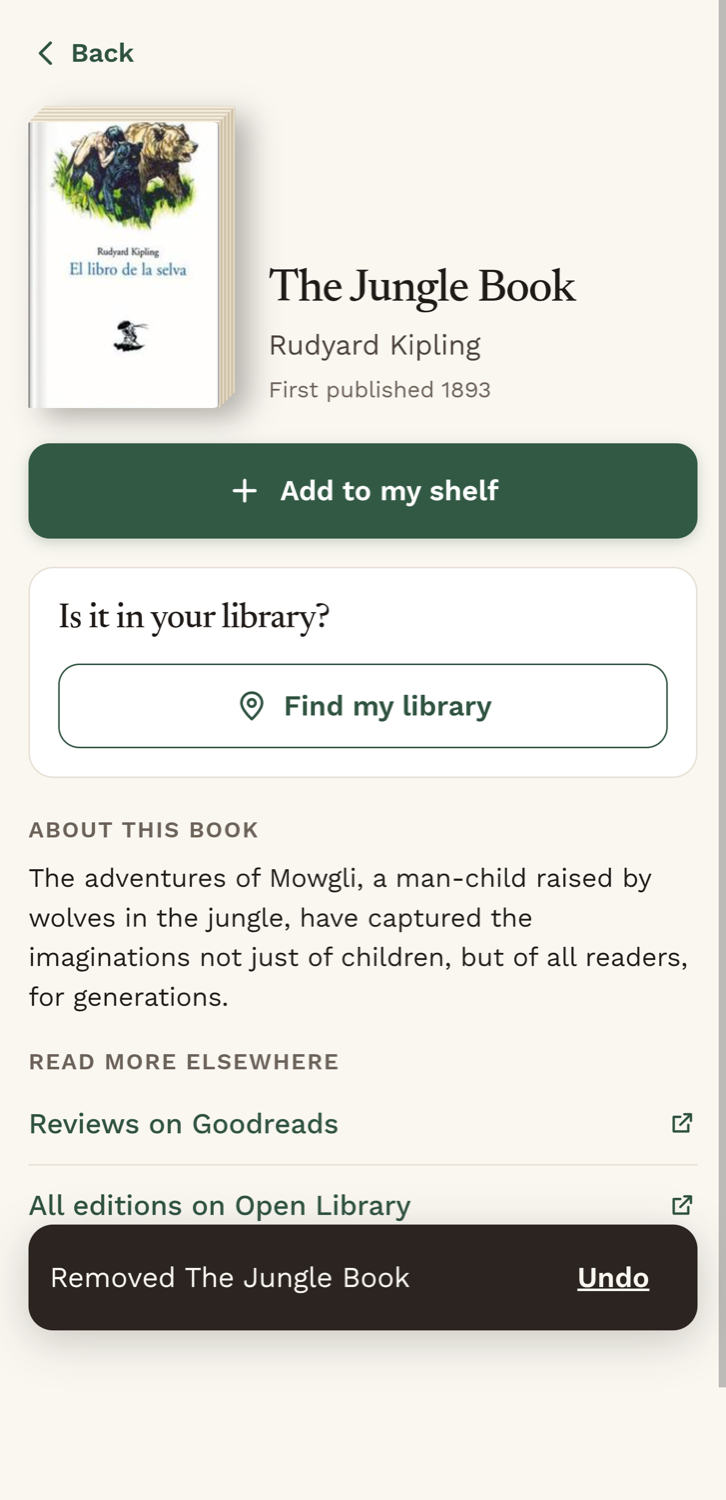 Back
Rudyard Kipling
El libro de la selva
The Jungle Book
Rudyard Kipling
First published 1893
Add to my shelf
Is it in your library?
Find my library
ABOUT THIS BOOK
The adventures of Mowgli, a man-child raised by
wolves in the jungle, have captured the
imaginations not just of children, but of all readers,
for generations.
READ MORE ELSEWHERE
Reviews on Goodreads
All editions on Open Library
Removed The Jungle Book
Undo